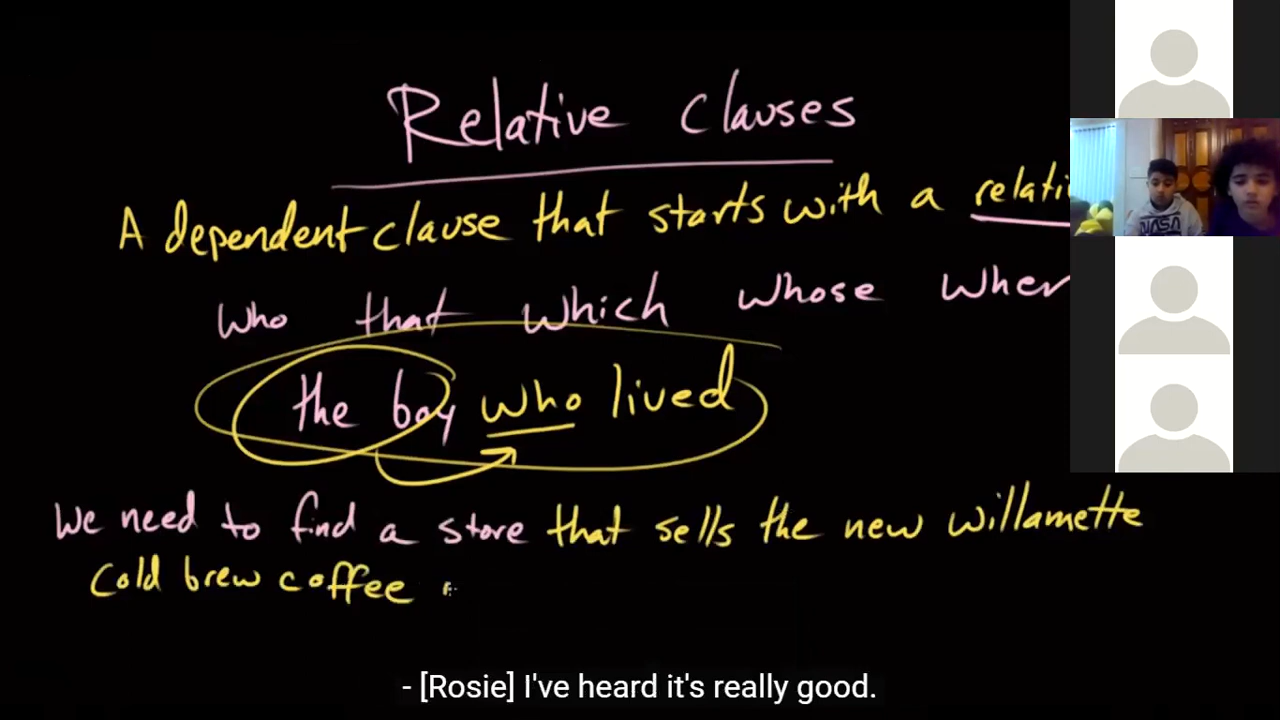 Relative clauses
A dependent clause that starts with a relati
who that which whose wher
the boy who lived
We need to find a store that sells the new willamette
Cold brew coffee
- [Rosie] I've heard it's really good.
NASA